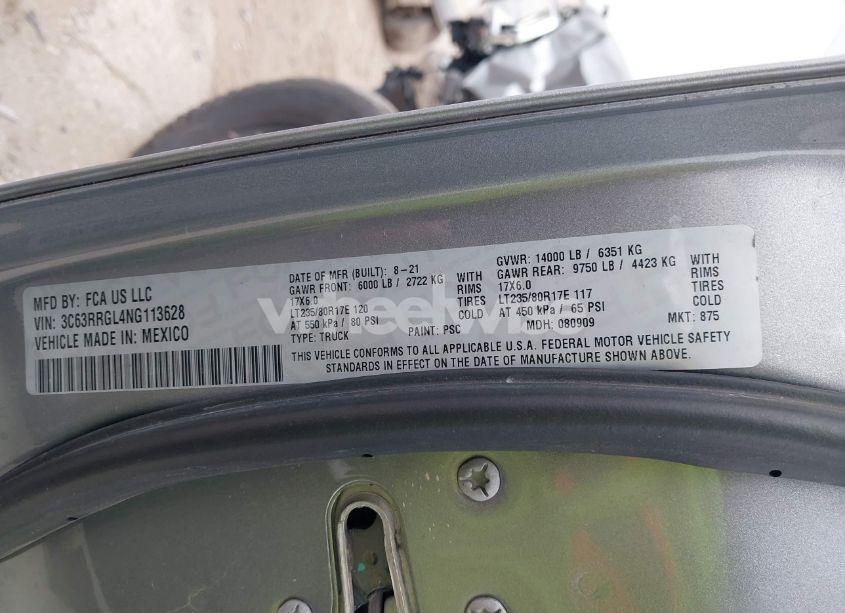 MFD BY: FCA US LLC
VIN: 3C63RRGL4NG113628
VEHICLE MADE IN: MEXICO
DATE OF MFR (BUILT): 8-21
GAWR FRONT: 6000 LB / 2722 KG WITH
17X6.0 RIMS
LT235/80R17E 120 TIRES
AT 550 kPa / 80 PSI COLD
TYPE: TRUCK PAINT: PSC
GVWR: 14000 LB / 6351 KG
GAWR REAR: 9750 LB / 4423 KG WITH
17X6.0 RIMS
LT235/80R17E 117 TIRES
AT 450 kPa / 65 PSI COLD
MDH: 080909 MKT: 875
THIS VEHICLE CONFORMS TO ALL APPLICABLE U.S.A. FEDERAL MOTOR VEHICLE SAFETY
STANDARDS IN EFFECT ON THE DATE OF MANUFACTURE SHOWN ABOVE.
wheelwise